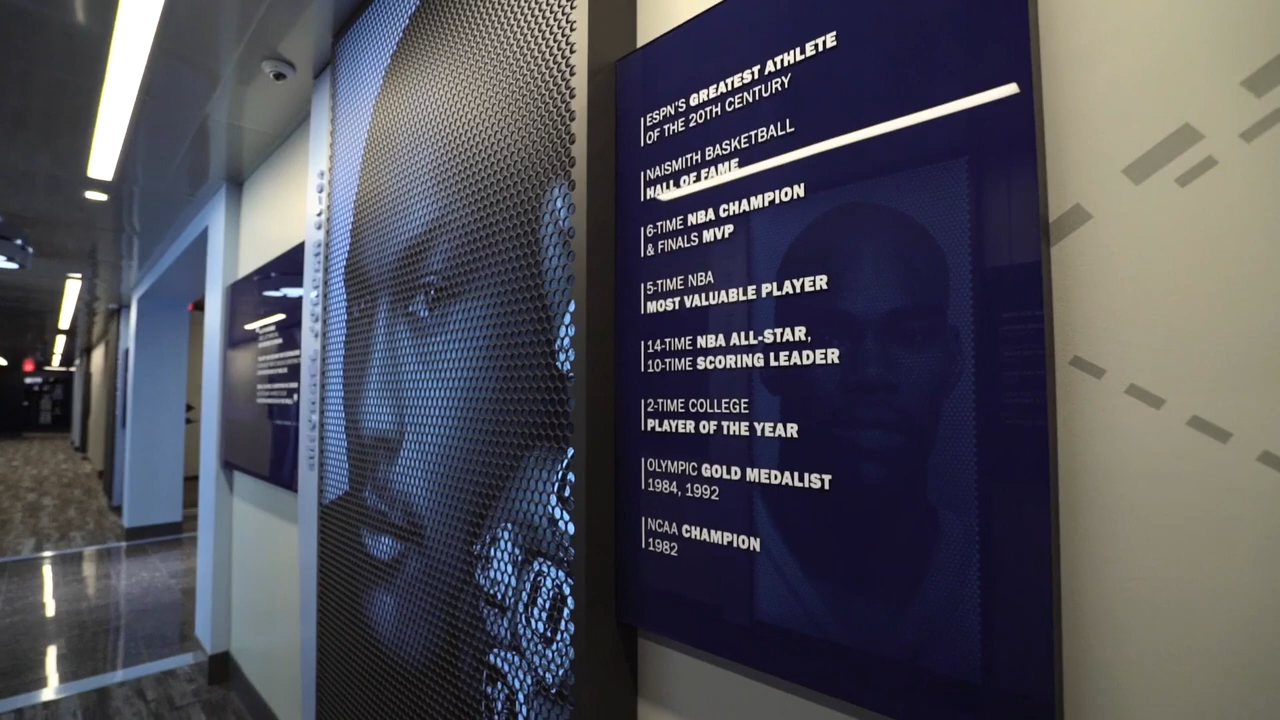 ESPN'S GREATEST ATHLETE
OF THE 20TH CENTURY
NAISMITH BASKETBALL
HALL OF FAME
6-TIME NBA CHAMPION
& FINALS MVP
5-TIME NBA
MOST VALUABLE PLAYER
14-TIME NBA ALL-STAR,
10-TIME SCORING LEADER
2-TIME COLLEGE
PLAYER OF THE YEAR
OLYMPIC GOLD MEDALIST
1984, 1992
NCAA CHAMPION
1982